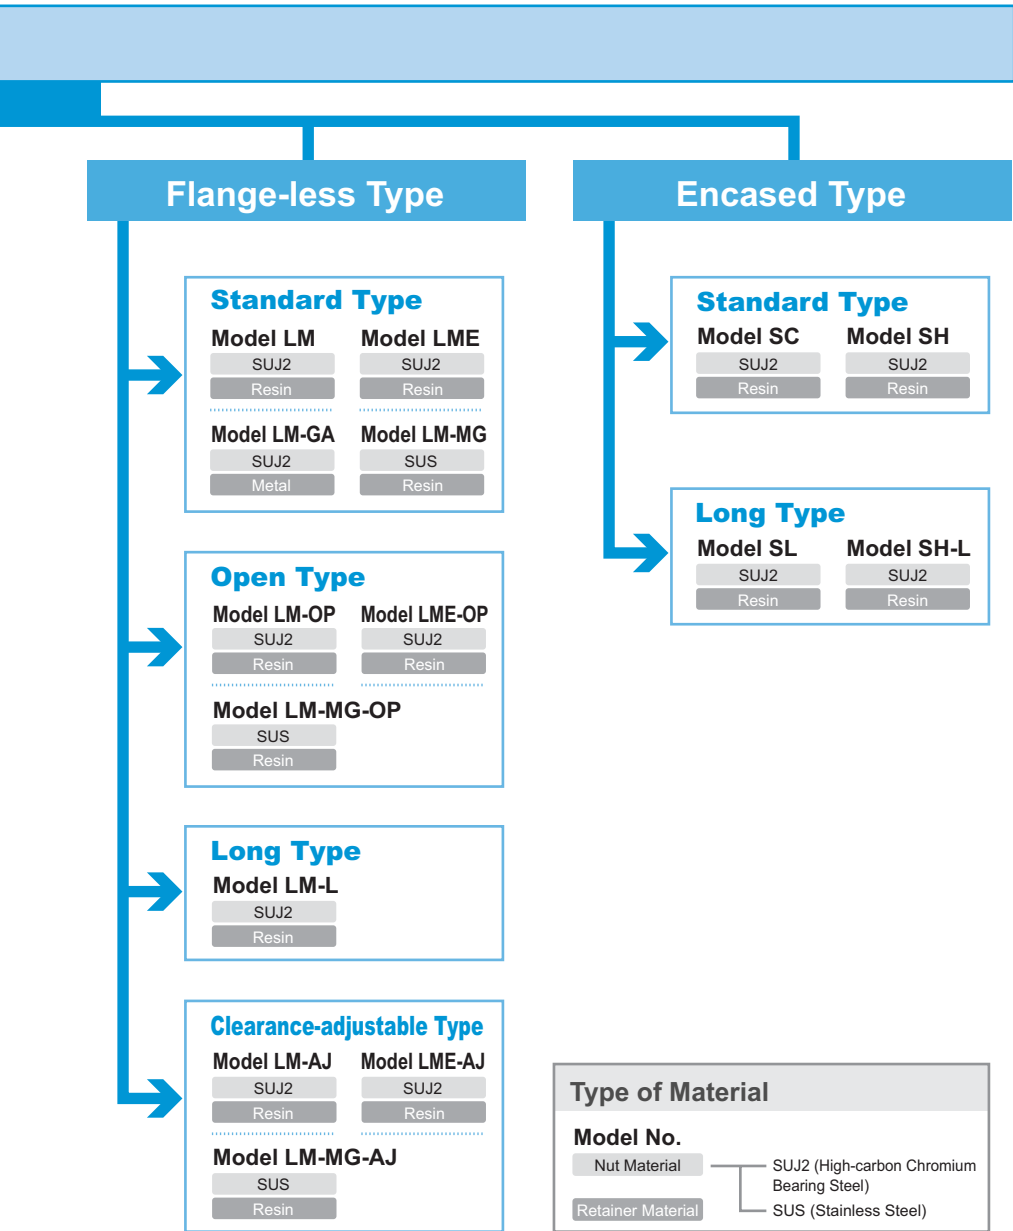 Flange-less Type
Standard Type
Model LM
SUJ2
Resin
Model LME
SUJ2
Resin
Model LM-GA
SUJ2
Metal
Model LM-MG
SUS
Resin
Open Type
Model LM-OP
SUJ2
Resin
Model LME-OP
SUJ2
Resin
Model LM-MG-OP
SUS
Resin
Long Type
Model LM-L
SUJ2
Resin
Clearance-adjustable Type
Model LM-AJ
SUJ2
Resin
Model LME-AJ
SUJ2
Resin
Model LM-MG-AJ
SUS
Resin
Encased Type
Standard Type
Model SC
SUJ2
Resin
Model SH
SUJ2
Resin
Long Type
Model SL
SUJ2
Resin
Model SH-L
SUJ2
Resin
Type of Material
Model No.
Nut Material
Retainer Material
SUJ2 (High-carbon Chromium
Bearing Steel)
SUS (Stainless Steel)